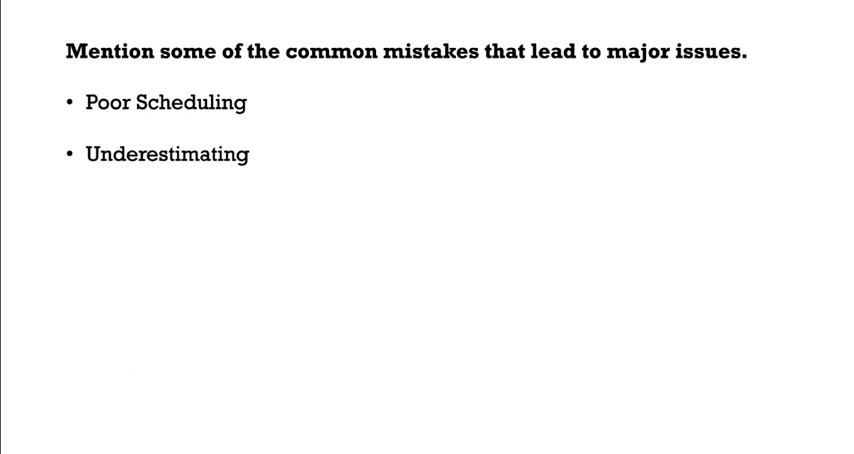 Mention some of the common mistakes that lead to major issues.
• Poor Scheduling
• Underestimating